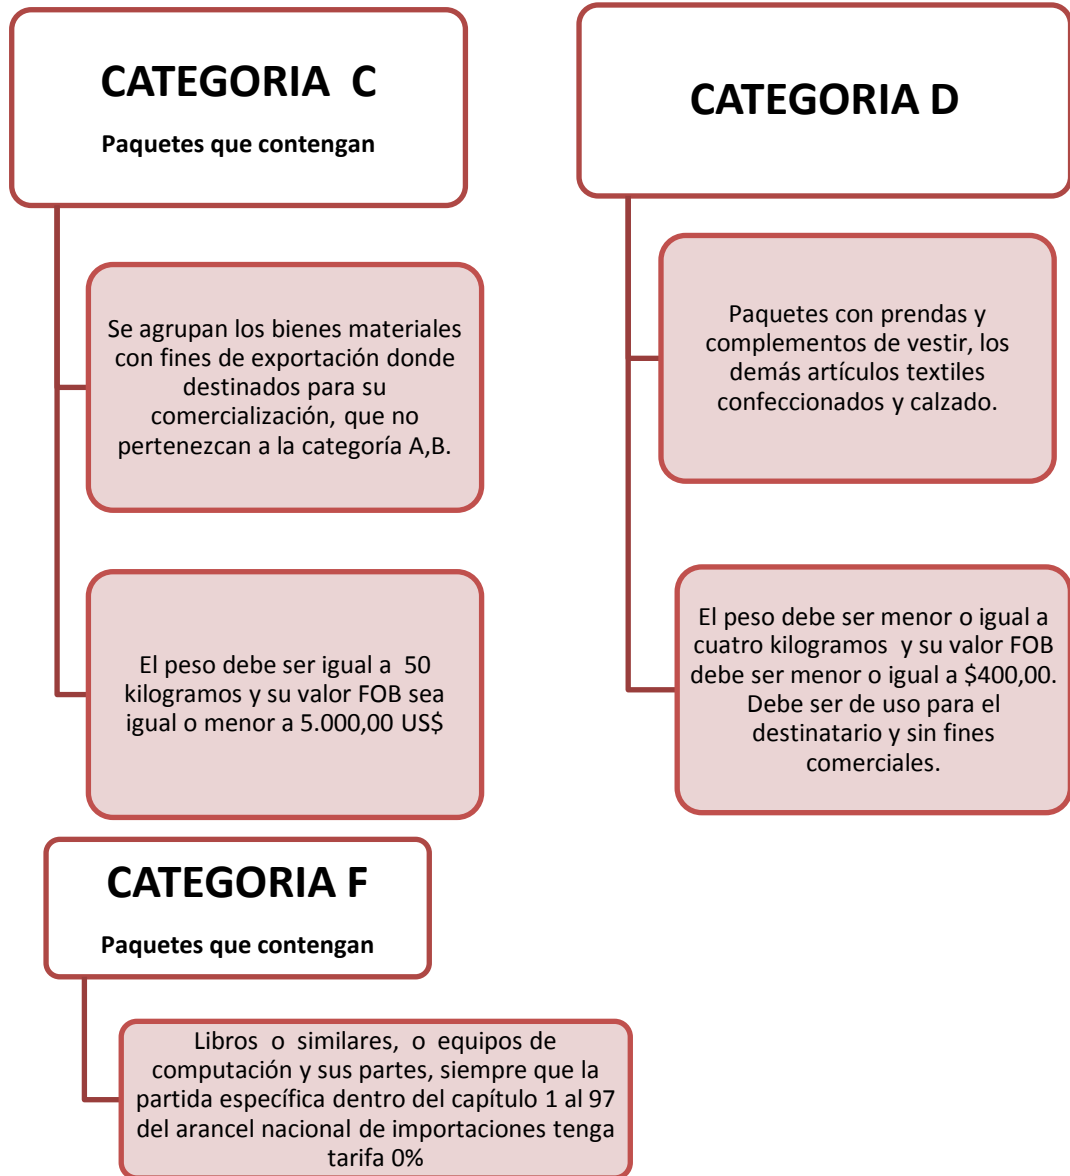 CATEGORIA C
Paquetes que contengan
Se agrupan los bienes materiales
con fines de exportación donde
destinados para su
comercialización, que no
pertenezcan a la categoría A,B.
El peso debe ser igual a 50
kilogramos y su valor FOB sea
igual o menor a 5.000,00 US$
CATEGORIA D
Paquetes con prendas y
complementos de vestir, los
demás artículos textiles
confeccionados y calzado.
El peso debe ser menor o igual a
cuatro kilogramos y su valor FOB
debe ser menor o igual a $400,00.
Debe ser de uso para el
destinatario y sin fines
comerciales.
CATEGORIA F
Paquetes que contengan
Libros o similares, o equipos de
computación y sus partes, siempre que la
partida específica dentro del capítulo 1 al 97
del arancel nacional de importaciones tenga
tarifa 0%